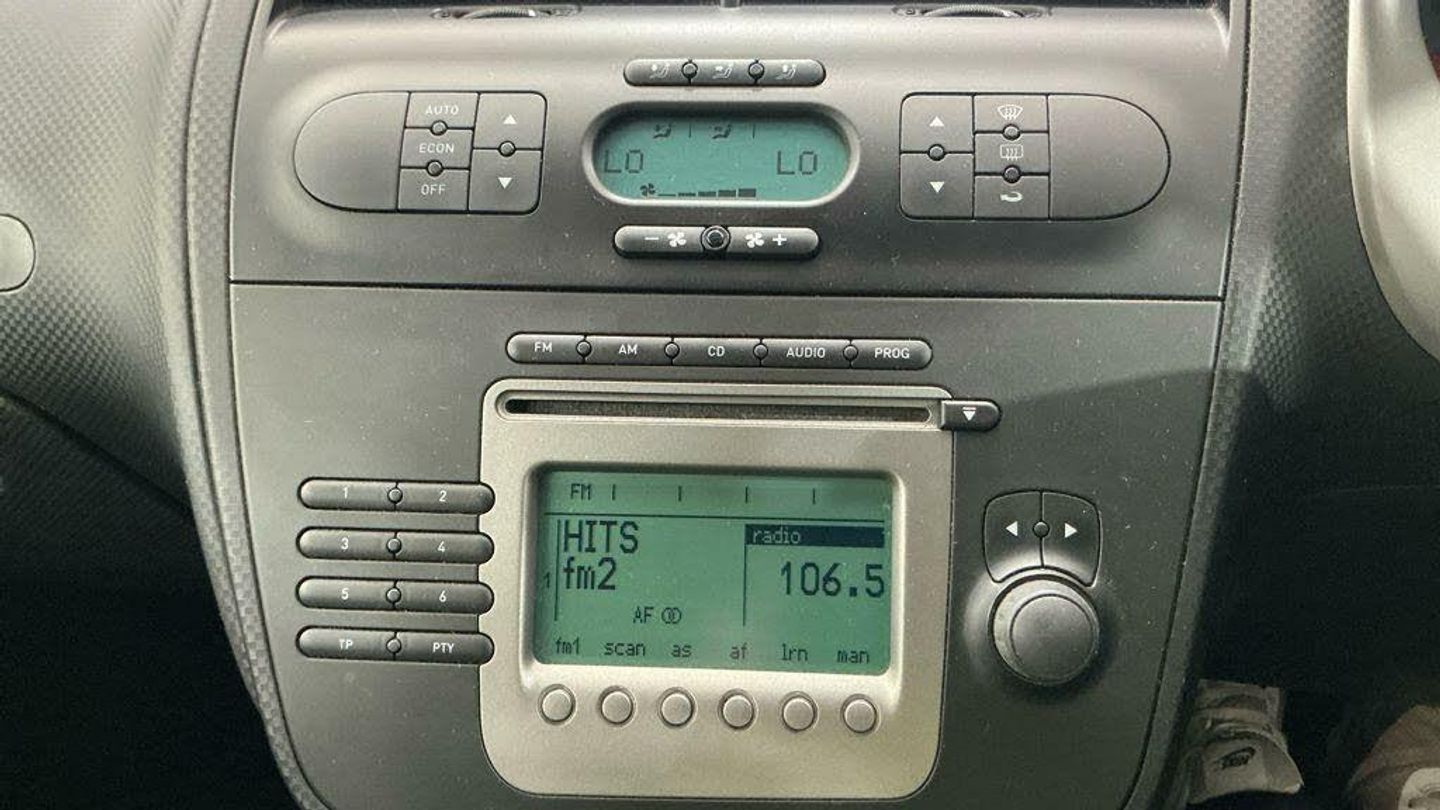 AUTO
ECON
OFF
LO LO
- +
FM AM CD AUDIO PROG
1 2
3 4
5 6
TP PTY
FM
HITS
radio
fm2
106.5
1
AF
fm1 scan as af lrn man